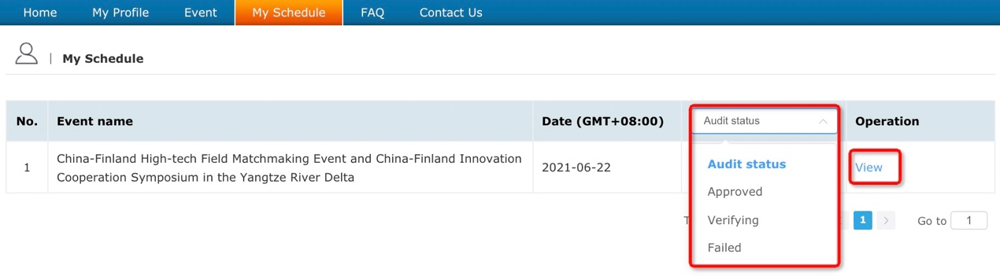 Home My Profile Event My Schedule FAQ Contact Us
| My Schedule
No. Event name Date (GMT+08:00) Audit status Operation
1 China-Finland High-tech Field Matchmaking Event and China-Finland Innovation 2021-06-22 View
Cooperation Symposium in the Yangtze River Delta
Audit status
Approved
Verifying
Failed
1 Go to 1